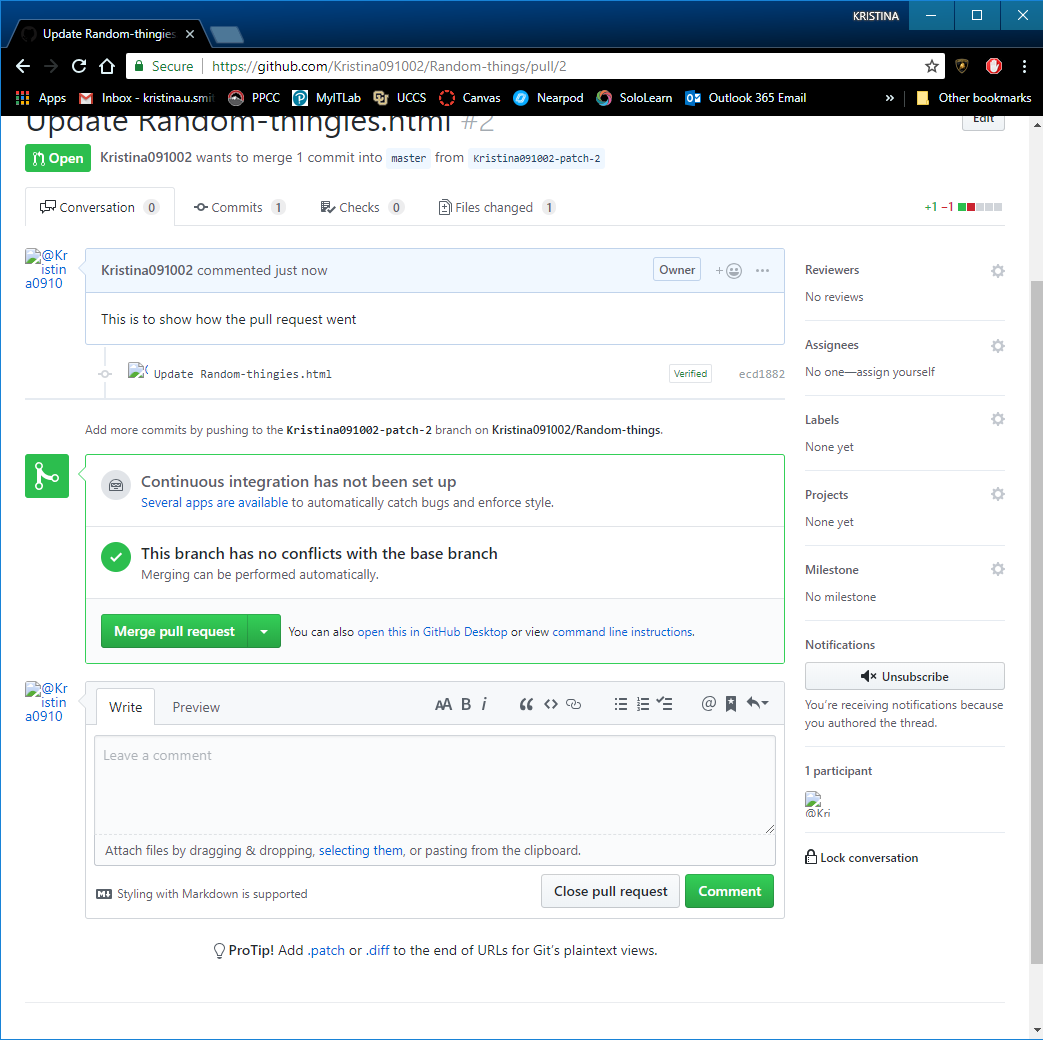 KRISTINA
Update Random-thingies
Secure https://github.com/Kristina091002/Random-things/pull/2
Apps Inbox - kristina.u.smit PPCC MyITLab UCCS Canvas Nearpod SoloLearn Outlook 365 Email » Other bookmarks
Update Random-thingies.html #2
Edit
Open Kristina091002 wants to merge 1 commit into master from Kristina091002-patch-2
Conversation 0 Commits 1 Checks 0 Files changed 1 +1 −1
@Kr
istina
a0910
Kristina091002 commented just now Owner
This is to show how the pull request went
Update Random-thingies.html Verified ecd1882
Add more commits by pushing to the Kristina091002-patch-2 branch on Kristina091002/Random-things.
Continuous integration has not been set up
Several apps are available to automatically catch bugs and enforce style.
This branch has no conflicts with the base branch
Merging can be performed automatically.
Merge pull request You can also open this in GitHub Desktop or view command line instructions.
@Kr
istin
a0910
Write Preview AA B i
Leave a comment
Attach files by dragging & dropping, selecting them, or pasting from the clipboard.
Styling with Markdown is supported
Close pull request Comment
ProTip! Add .patch or .diff to the end of URLs for Git's plaintext views.
Reviewers
No reviews
Assignees
No one—assign yourself
Labels
None yet
Projects
None yet
Milestone
No milestone
Notifications
Unsubscribe
You're receiving notifications because
you authored the thread.
1 participant
@Kri
Lock conversation